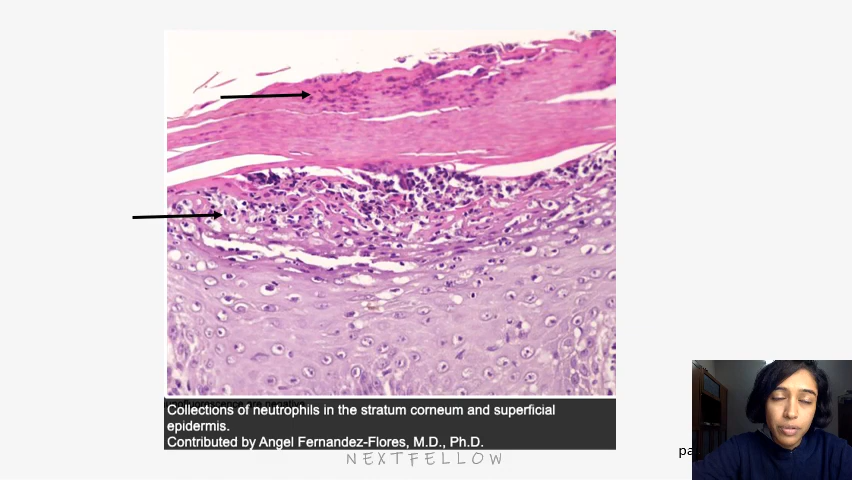 Collections of neutrophils in the stratum corneum and superficial
epidermis.
Contributed by Angel Fernandez-Flores, M.D., Ph.D.
NEXTFELLOW